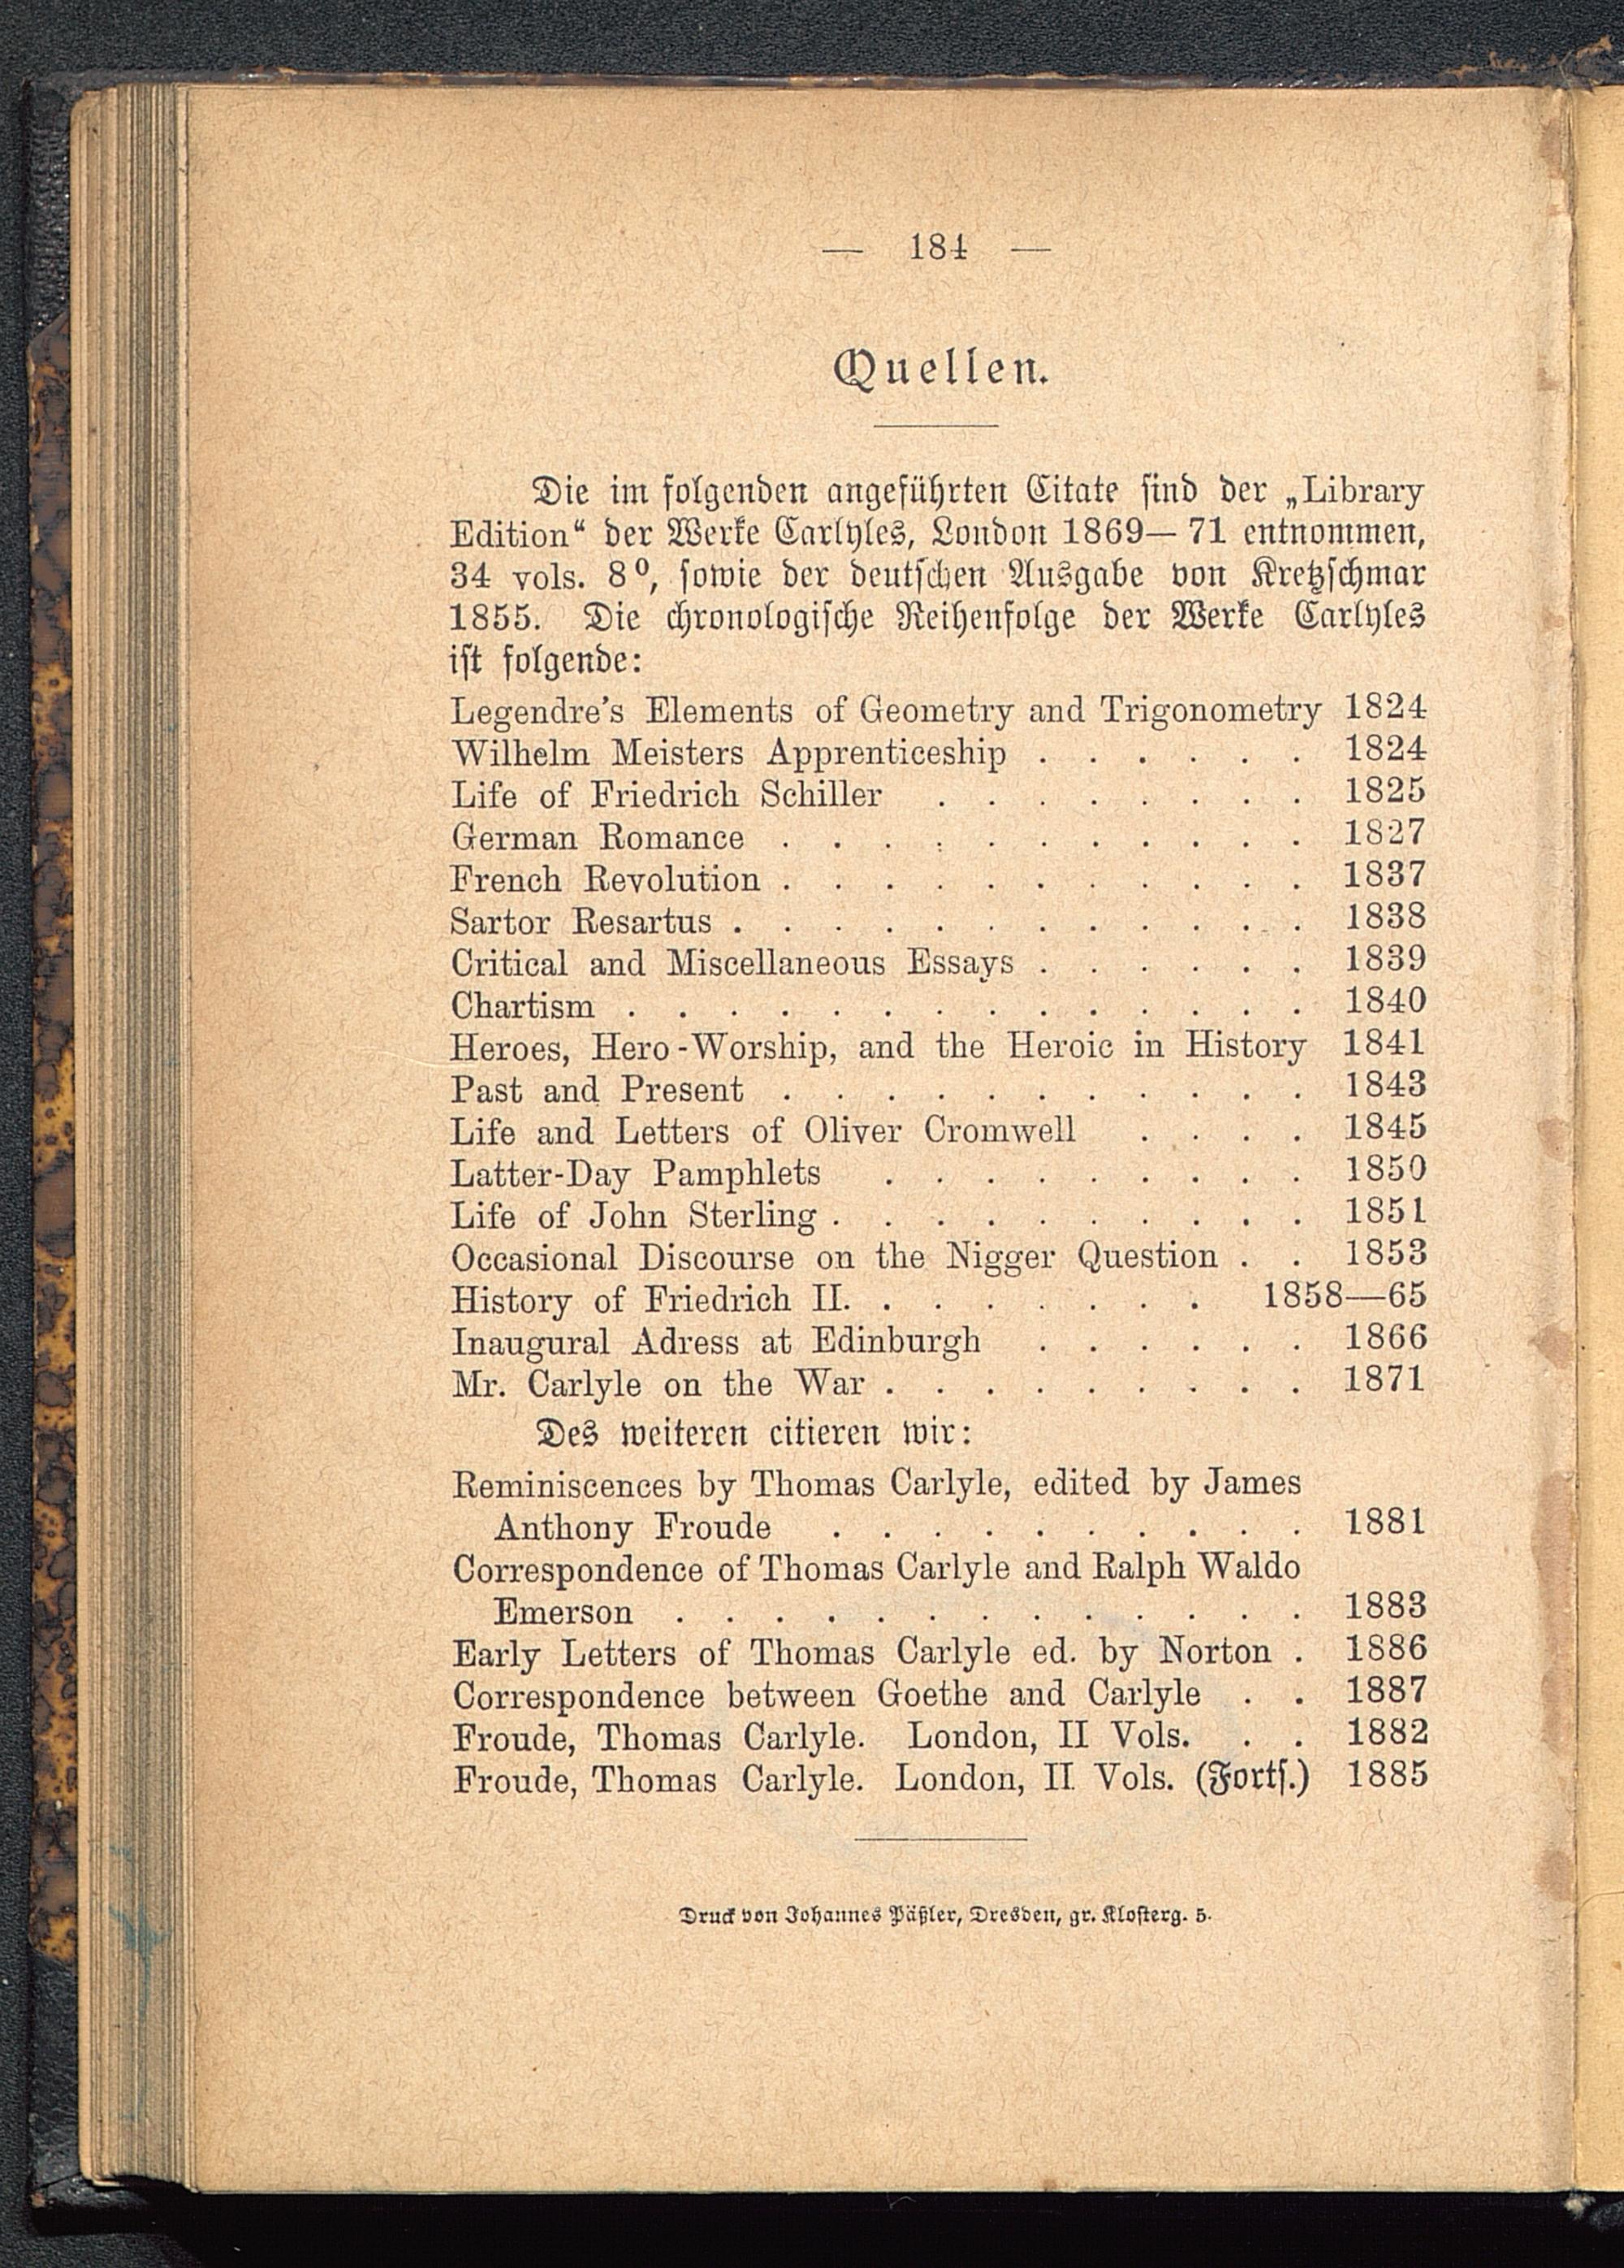 — 184 —
Quellen.
Die im folgenden angeführten Citate sind der „Library
Edition“ der Werke Carlyles, London 1869— 71 entnommen,
34 vols. 8⁰, sowie der deutschen Ausgabe von Kretzschmar
1855. Die chronologische Reihenfolge der Werke Carlyles
ist folgende:
Legendre's Elements of Geometry and Trigonometry 1824
Wilhelm Meisters Apprenticeship . . . . . . 1824
Life of Friedrich Schiller . . . . . . . . 1825
German Romance . . . . . . . . . . . 1827
French Revolution . . . . . . . . . . . 1837
Sartor Resartus . . . . . . . . . . . . 1838
Critical and Miscellaneous Essays . . . . . . 1839
Chartism . . . . . . . . . . . . . . 1840
Heroes, Hero-Worship, and the Heroic in History 1841
Past and Present . . . . . . . . . . . 1843
Life and Letters of Oliver Cromwell . . . . 1845
Latter-Day Pamphlets . . . . . . . . . 1850
Life of John Sterling . . . . . . . . . . 1851
Occasional Discourse on the Nigger Question . . 1853
History of Friedrich II. . . . . . . . 1858—65
Inaugural Adress at Edinburgh . . . . . . 1866
Mr. Carlyle on the War . . . . . . . . . 1871
Des weiteren citieren wir:
Reminiscences by Thomas Carlyle, edited by James
Anthony Froude . . . . . . . . . . 1881
Correspondence of Thomas Carlyle and Ralph Waldo
Emerson . . . . . . . . . . . . . 1883
Early Letters of Thomas Carlyle ed. by Norton . 1886
Correspondence between Goethe and Carlyle . . 1887
Froude, Thomas Carlyle. London, II Vols. . . 1882
Froude, Thomas Carlyle. London, II Vols. (Forts.) 1885
Druck von Johannes Päßler, Dresden, gr. Klosterg. 5.